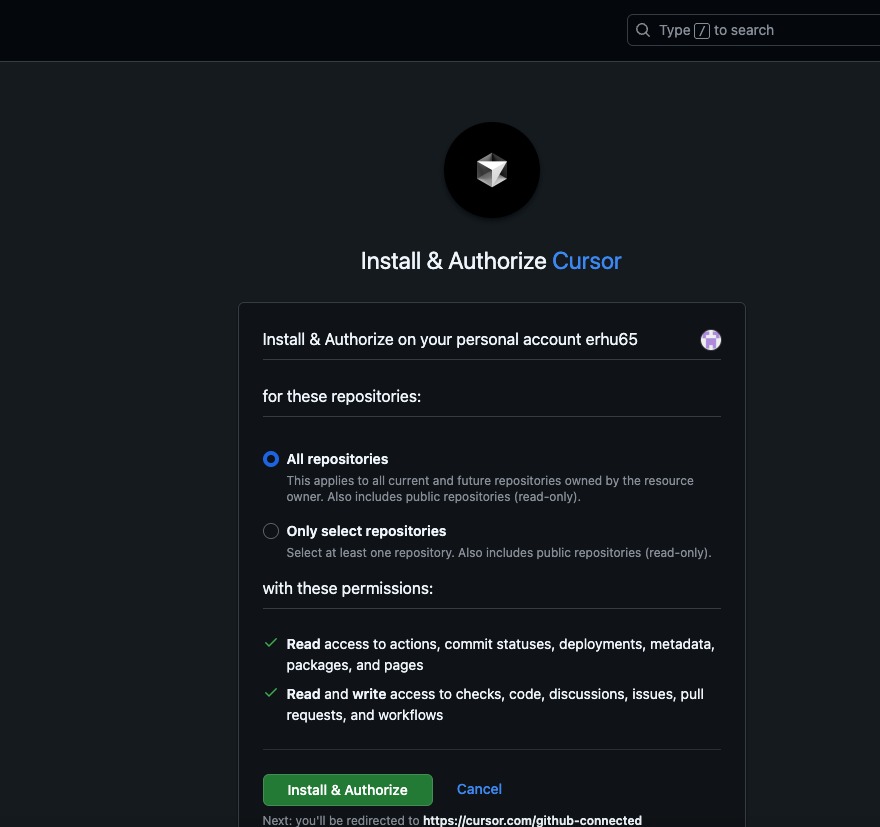 Type / to search
Install & Authorize Cursor
Install & Authorize on your personal account erhu65
for these repositories:
All repositories
This applies to all current and future repositories owned by the resource
owner. Also includes public repositories (read-only).
Only select repositories
Select at least one repository. Also includes public repositories (read-only).
with these permissions:
Read access to actions, commit statuses, deployments, metadata,
packages, and pages
Read and write access to checks, code, discussions, issues, pull
requests, and workflows
Install & Authorize
Cancel
Next: you'll be redirected to https://cursor.com/github-connected